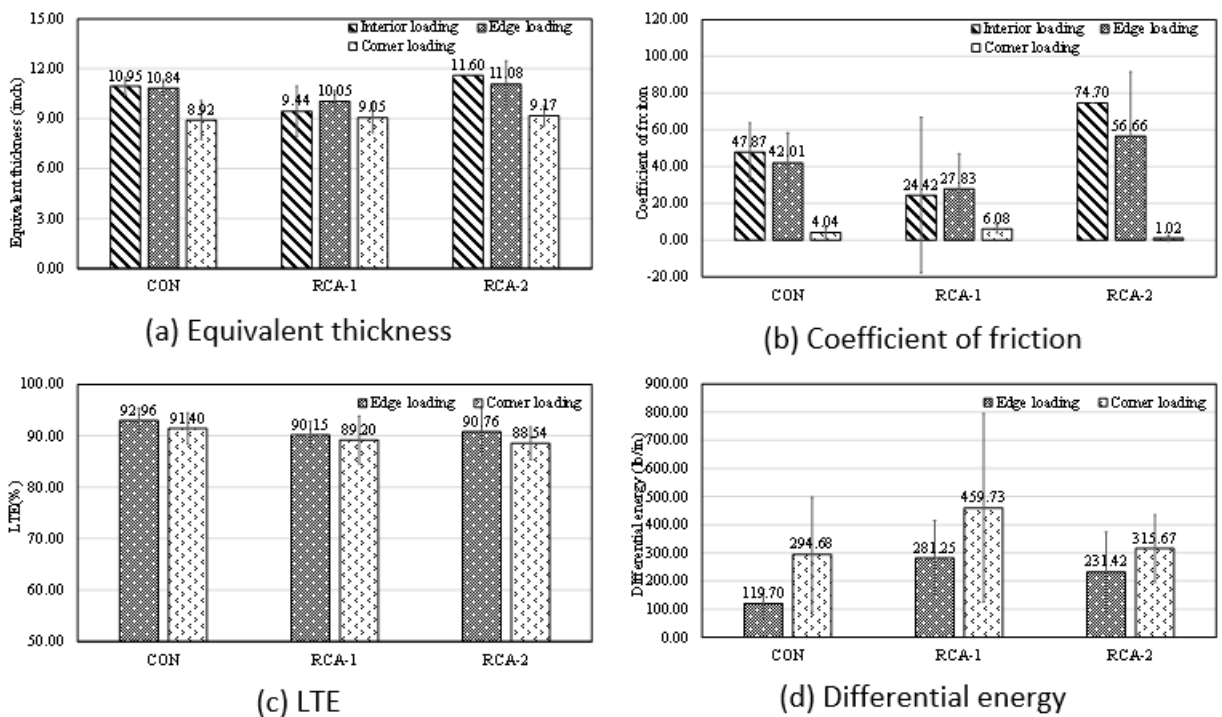 15.00
12.00
9.00
6.00
3.00
0.00
Equivalent thickness (inch)
Interior loading Edge loading
Corner loading
10.95 10.84 8.92
9.44 10.05 9.05
11.60 11.08 9.17
CON RCA-1 RCA-2
(a) Equivalent thickness
120.00
100.00
80.00
60.00
40.00
20.00
0.00
-20.00
Coefficient of friction
Interior loading Edge loading
Corner loading
47.87 42.01 4.04
24.42 27.83 6.08
74.70 56.66 1.02
CON RCA-1 RCA-2
(b) Coefficient of friction
100.00
90.00
80.00
70.00
60.00
50.00
LTE(%)
Edge loading Corner loading
92.96 91.40
90.15 89.20
90.76 88.54
CON RCA-1 RCA-2
(c) LTE
900.00
800.00
700.00
600.00
500.00
400.00
300.00
200.00
100.00
0.00
Differential energy (lb/in)
Edge loading Corner loading
119.70 294.68
281.25 459.73
231.42 315.67
CON RCA-1 RCA-2
(d) Differential energy